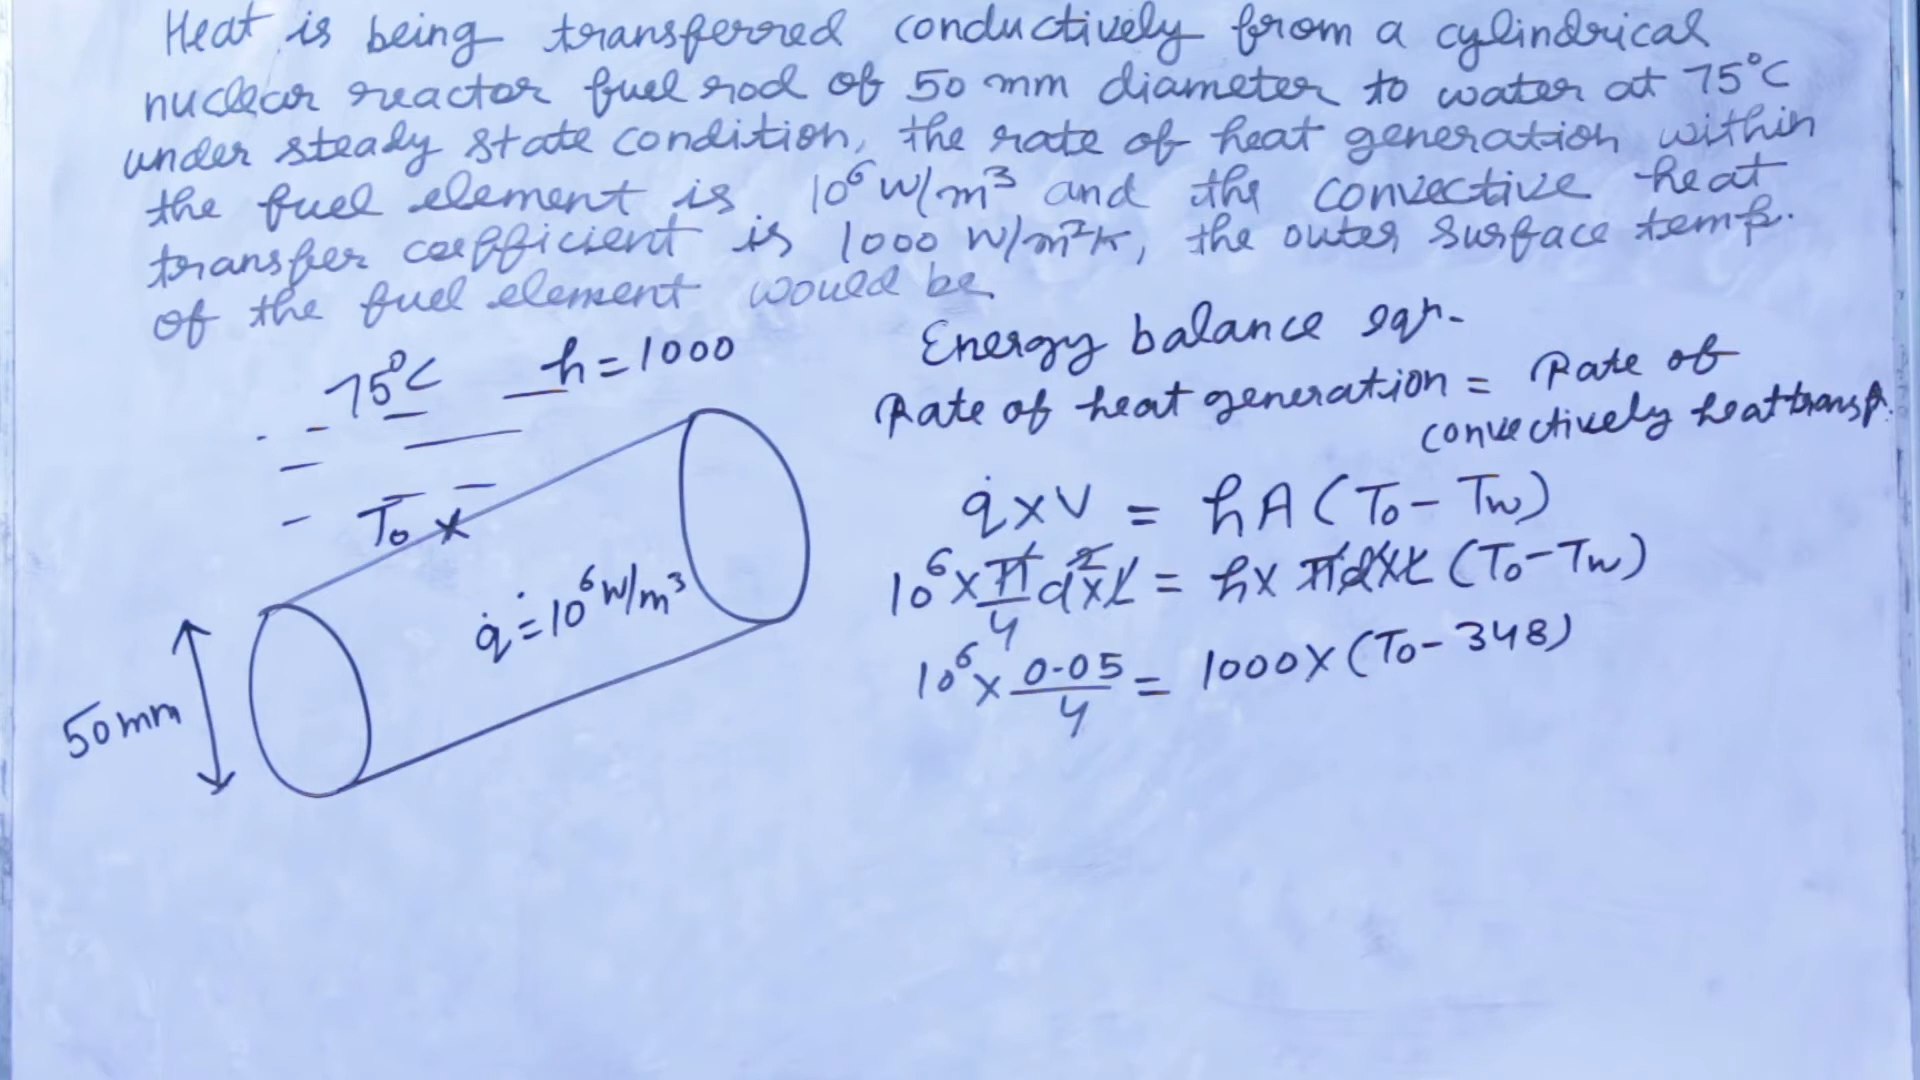 Heat is being transferred conductively from a cylindrical
nuclear reactor fuel rod of 50 mm diameter to water at 75°C
under steady state condition, the rate of heat generation within
the fuel element is 10⁶ W/m³ and the convective heat
transfer coefficient is 1000 W/m²K, the outer surface temp.
of the fuel element would be
75°C h = 1000
T₀
q̇ = 10⁶ W/m³
50 mm
Energy balance eqn.
Rate of heat generation = Rate of
convectively heat transf.
q̇ x V = hA (T₀ - Tw)
10⁶ x π/4 d² x L = h x πd x L (T₀ - Tw)
10⁶ x 0.05/4 = 1000 x (T₀ - 348)